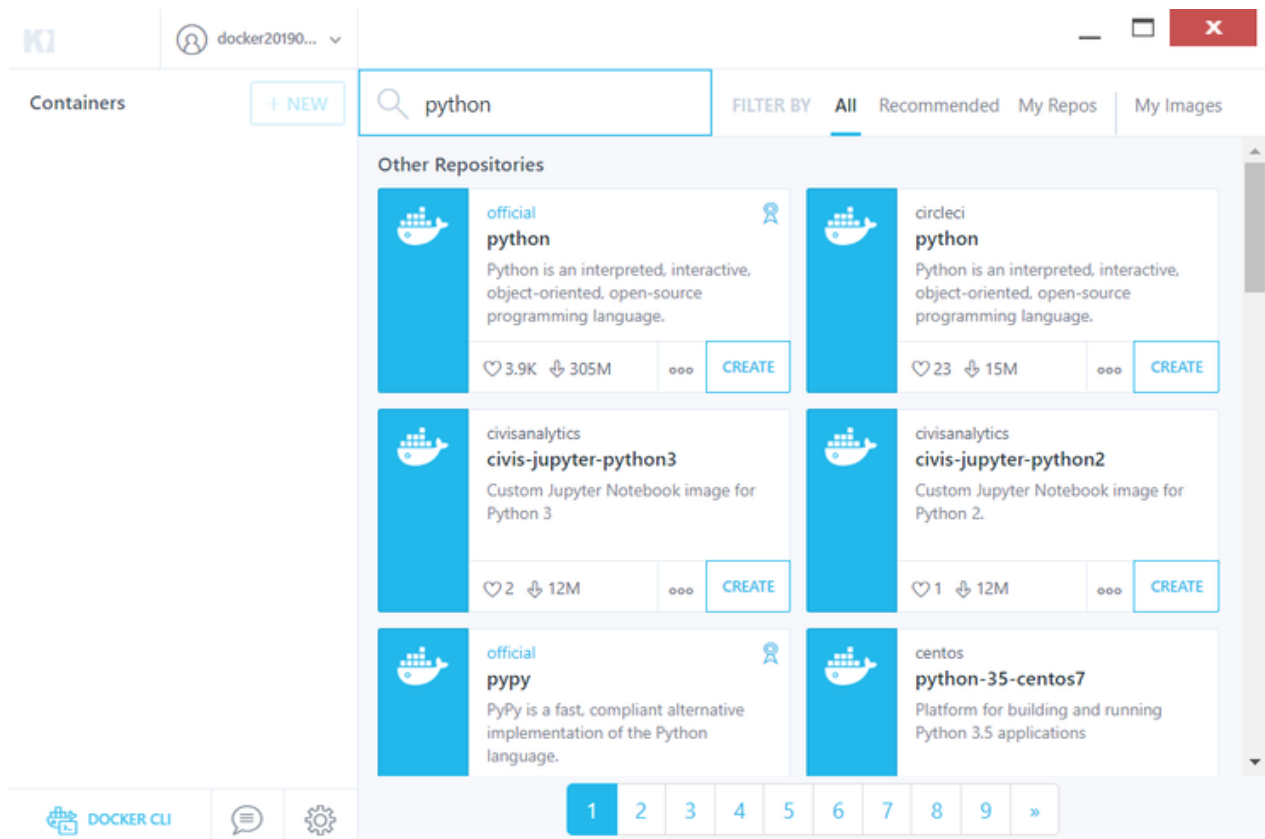 docker20190...
Containers
+ NEW
python
FILTER BY All Recommended My Repos My Images
Other Repositories
official
python
Python is an interpreted, interactive,
object-oriented, open-source
programming language.
3.9K 305M CREATE
circleci
python
Python is an interpreted, interactive,
object-oriented, open-source
programming language.
23 15M CREATE
civisanalytics
civis-jupyter-python3
Custom Jupyter Notebook image for
Python 3
2 12M CREATE
civisanalytics
civis-jupyter-python2
Custom Jupyter Notebook image for
Python 2.
1 12M CREATE
official
pypy
PyPy is a fast, compliant alternative
implementation of the Python
language.
centos
python-35-centos7
Platform for building and running
Python 3.5 applications
DOCKER CLI
1 2 3 4 5 6 7 8 9 »